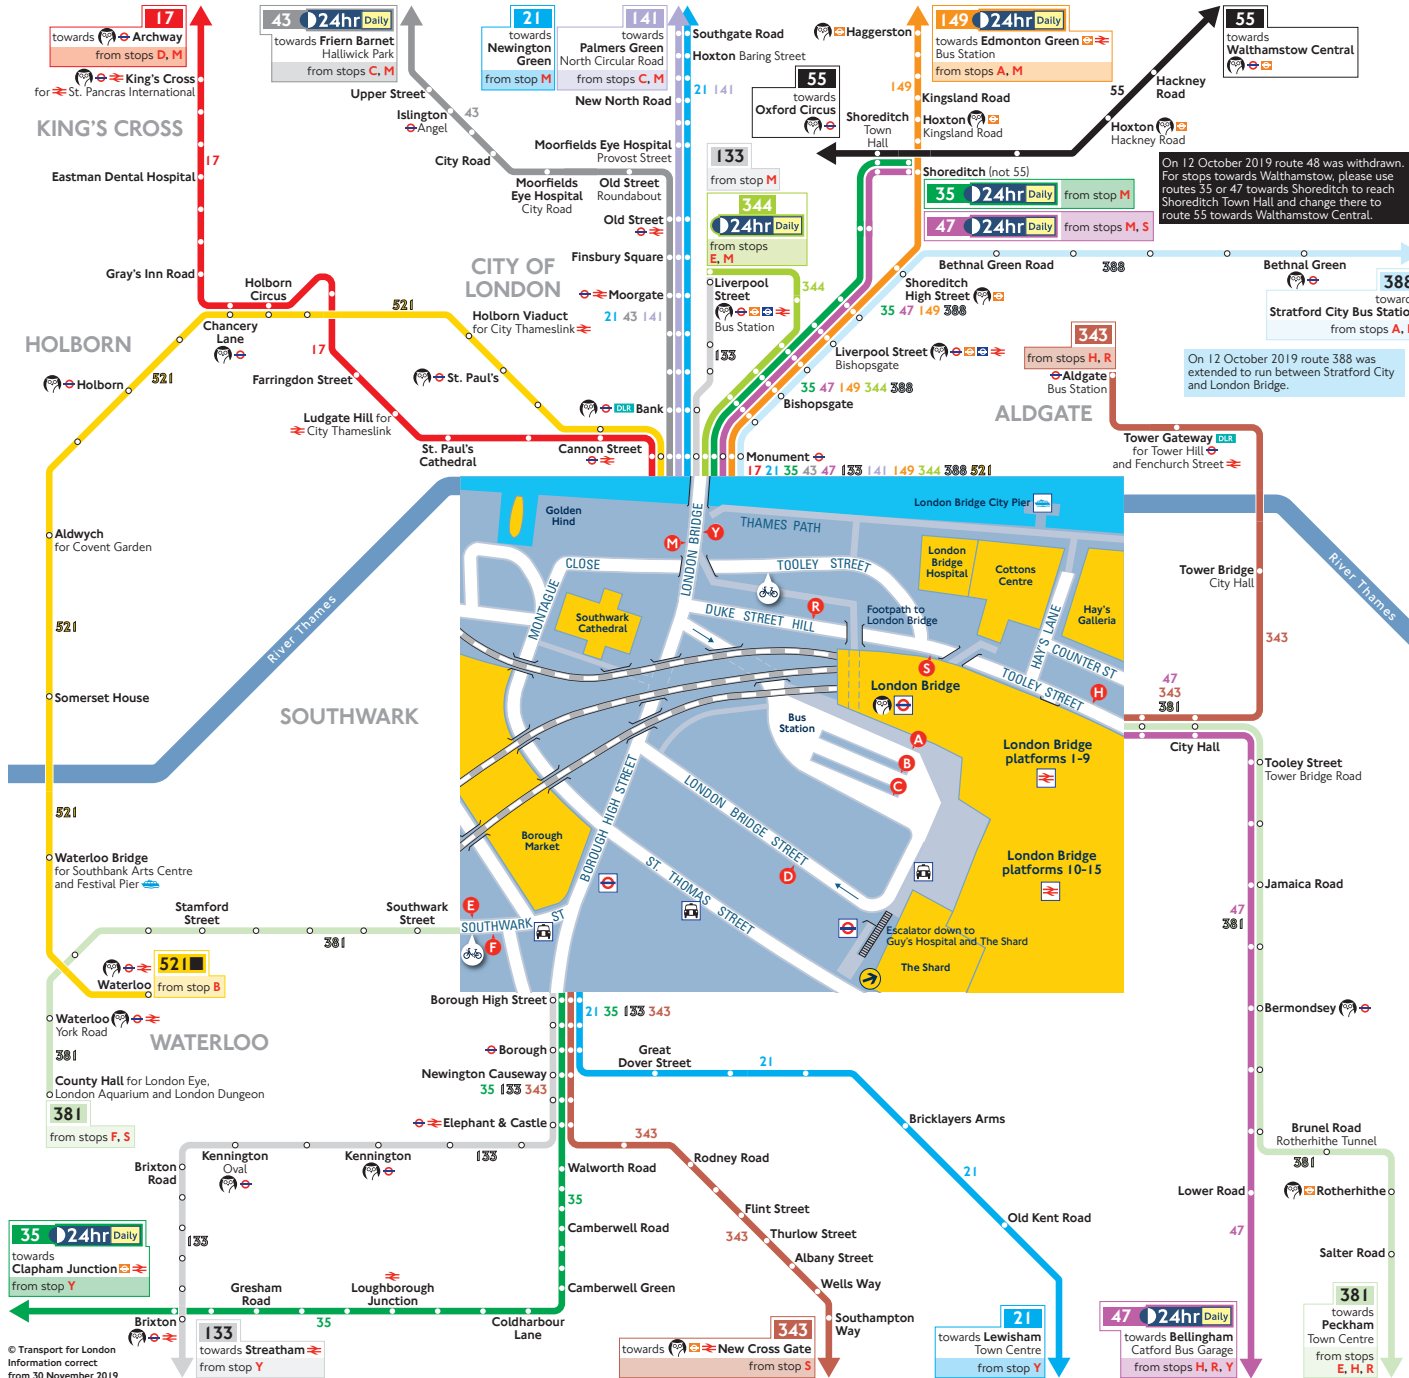 17
towards Archway
from stops D, M
King's Cross
for St. Pancras International
KING'S CROSS
17
Eastman Dental Hospital
Gray's Inn Road
Holborn
Circus
Chancery
Lane
HOLBORN
Holborn
521
521
17
Farringdon Street
St. Paul's
Ludgate Hill for
City Thameslink
St. Paul's
Cathedral
Cannon Street
43 24hr Daily
towards Friern Barnet
Halliwick Park
from stops C, M
Upper Street
Islington
Angel
43
City Road
Moorfields
Eye Hospital
City Road
Old Street
Roundabout
21
towards
Newington
Green
from stop M
141
towards
Palmers Green
North Circular Road
from stops C, M
Southgate Road
Hoxton Baring Street
21 141
New North Road
Moorfields Eye Hospital
Provost Street
Old Street
Finsbury Square
CITY OF
LONDON
Moorgate
Holborn Viaduct
for City Thameslink
21 43 141
DLR Bank
133
from stop M
344
24hr Daily
from stops
E, M
Liverpool
Street
Bus Station
344
133
Haggerston
149 24hr Daily
towards Edmonton Green
Bus Station
from stops A, M
149
Kingsland Road
Hoxton
Kingsland Road
55
towards
Oxford Circus
Shoreditch
Town
Hall
55
towards
Walthamstow Central
55
Hackney
Road
Hoxton
Hackney Road
Shoreditch (not 55)
35 24hr Daily
from stop M
47 24hr Daily
from stops M, S
On 12 October 2019 route 48 was withdrawn.
For stops towards Walthamstow, please use
routes 35 or 47 towards Shoreditch to reach
Shoreditch Town Hall and change there to
route 55 towards Walthamstow Central.
Bethnal Green Road
388
Bethnal Green
388
towards
Stratford City Bus Station
from stops A,
On 12 October 2019 route 388 was
extended to run between Stratford City
and London Bridge.
Shoreditch
High Street
35 47 149 388
Liverpool Street
Bishopsgate
35 47 149 344 388
Bishopsgate
Monument
17 21 35 43 47 133 141 149 344 388 521
343
from stops H, R
Aldgate
Bus Station
ALDGATE
Tower Gateway DLR
for Tower Hill
and Fenchurch Street
River Thames
Tower Bridge
City Hall
343
47
343
381
City Hall
Tooley Street
Tower Bridge Road
Jamaica Road
47
381
Bermondsey
Brunel Road
Rotherhithe Tunnel
381
Lower Road
47
Rotherhithe
Salter Road
381
towards
Peckham
Town Centre
from stops
E, H, R
47 24hr Daily
towards Bellingham
Catford Bus Garage
from stops H, R, Y
Aldwych
for Covent Garden
521
Somerset House
River Thames
SOUTHWARK
521
Waterloo Bridge
for Southbank Arts Centre
and Festival Pier
Stamford
Street
Southwark
Street
381
Waterloo
521
from stop B
Waterloo
York Road
WATERLOO
381
County Hall for London Eye,
London Aquarium and London Dungeon
381
from stops F, S
Golden
Hind
London Bridge City Pier
THAMES PATH
LONDON BRIDGE
M
Y
CLOSE
MONTAGUE
TOOLEY STREET
London
Bridge
Hospital
Cottons
Centre
Hay's
Galleria
Southwark
Cathedral
R
DUKE STREET HILL
Footpath to
London Bridge
HAY'S LANE
COUNTER ST
S
TOOLEY STREET
H
London Bridge
Bus
Station
A
B
C
London Bridge
platforms 1-9
BOROUGH HIGH STREET
LONDON BRIDGE STREET
D
ST. THOMAS STREET
Borough
Market
London Bridge
platforms 10-15
E
SOUTHWARK ST
F
Escalator down to
Guy's Hospital and The Shard
The Shard
Borough High Street
21 35 133 343
Borough
Newington Causeway
35 133 343
Elephant & Castle
Great
Dover Street
21
Bricklayers Arms
21
Old Kent Road
21
towards Lewisham
Town Centre
from stop Y
343
Rodney Road
Flint Street
343
Thurlow Street
Albany Street
Wells Way
Southampton
Way
343
towards New Cross Gate
from stop S
Walworth Road
35
Camberwell Road
Camberwell Green
Coldharbour
Lane
Loughborough
Junction
35
Gresham
Road
Brixton
Kennington
Oval
Kennington
133
Brixton
Road
133
133
towards Streatham
from stop Y
35 24hr Daily
towards
Clapham Junction
from stop Y
© Transport for London
Information correct
from 30 November 2019